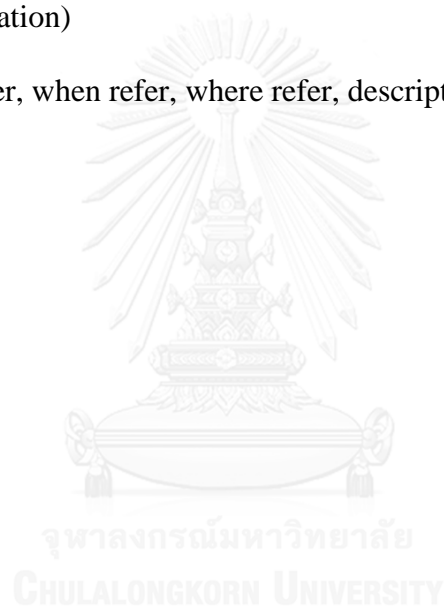 ation)
er, when refer, where refer, descript
จุฬาลงกรณ์มหาวิทยาลัย
CHULALONGKORN UNIVERSITY